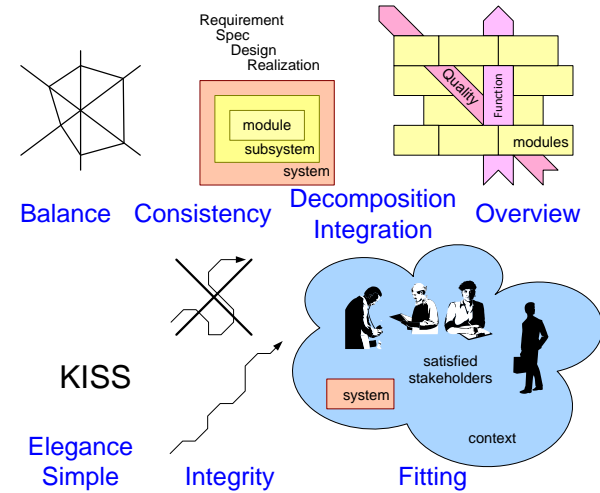 Requirement
Spec
Design
Realization
module
subsystem
system
Quality
Function
modules
Balance
Consistency
Decomposition
Integration
Overview
KISS
satisfied
stakeholders
system
context
Elegance
Simple
Integrity
Fitting